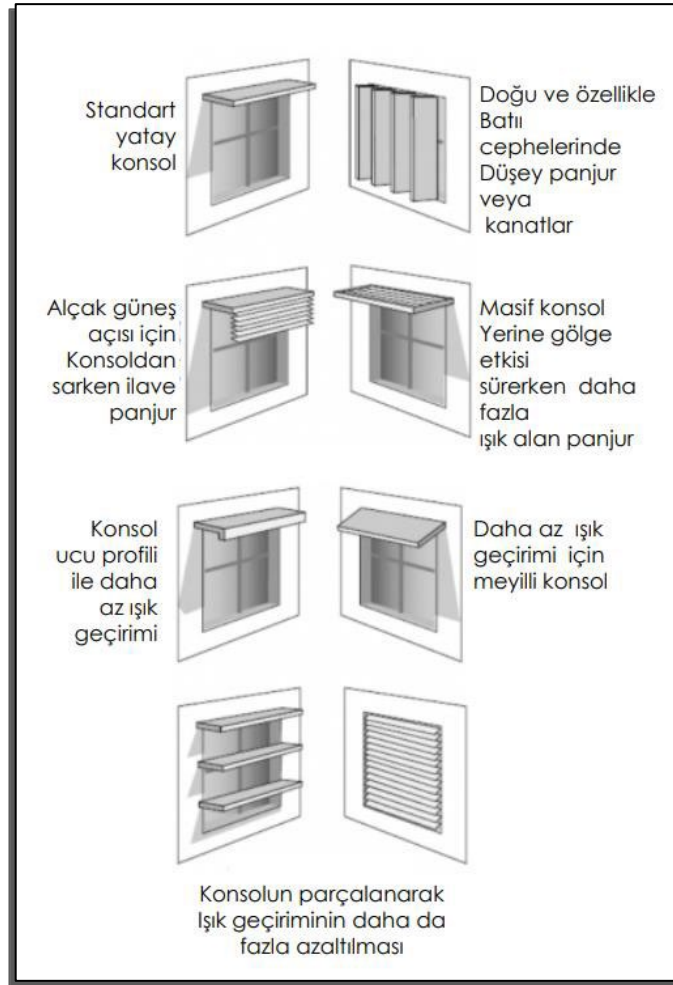 Standart
yatay
konsol
Doğu ve özellikle
Batıı
cephelerinde
Düşey panjur
veya
kanatlar
Alçak güneş
açısı için
Konsoldan
sarken ilave
panjur
Masif konsol
Yerine gölge
etkisi
sürerken daha
fazla
ışık alan panjur
Konsol
ucu profili
ile daha
az ışık
geçirimi
Daha az ışık
geçirimi için
meyilli konsol
Konsolun parçalanarak
Işık geçiriminin daha da
fazla azaltılması